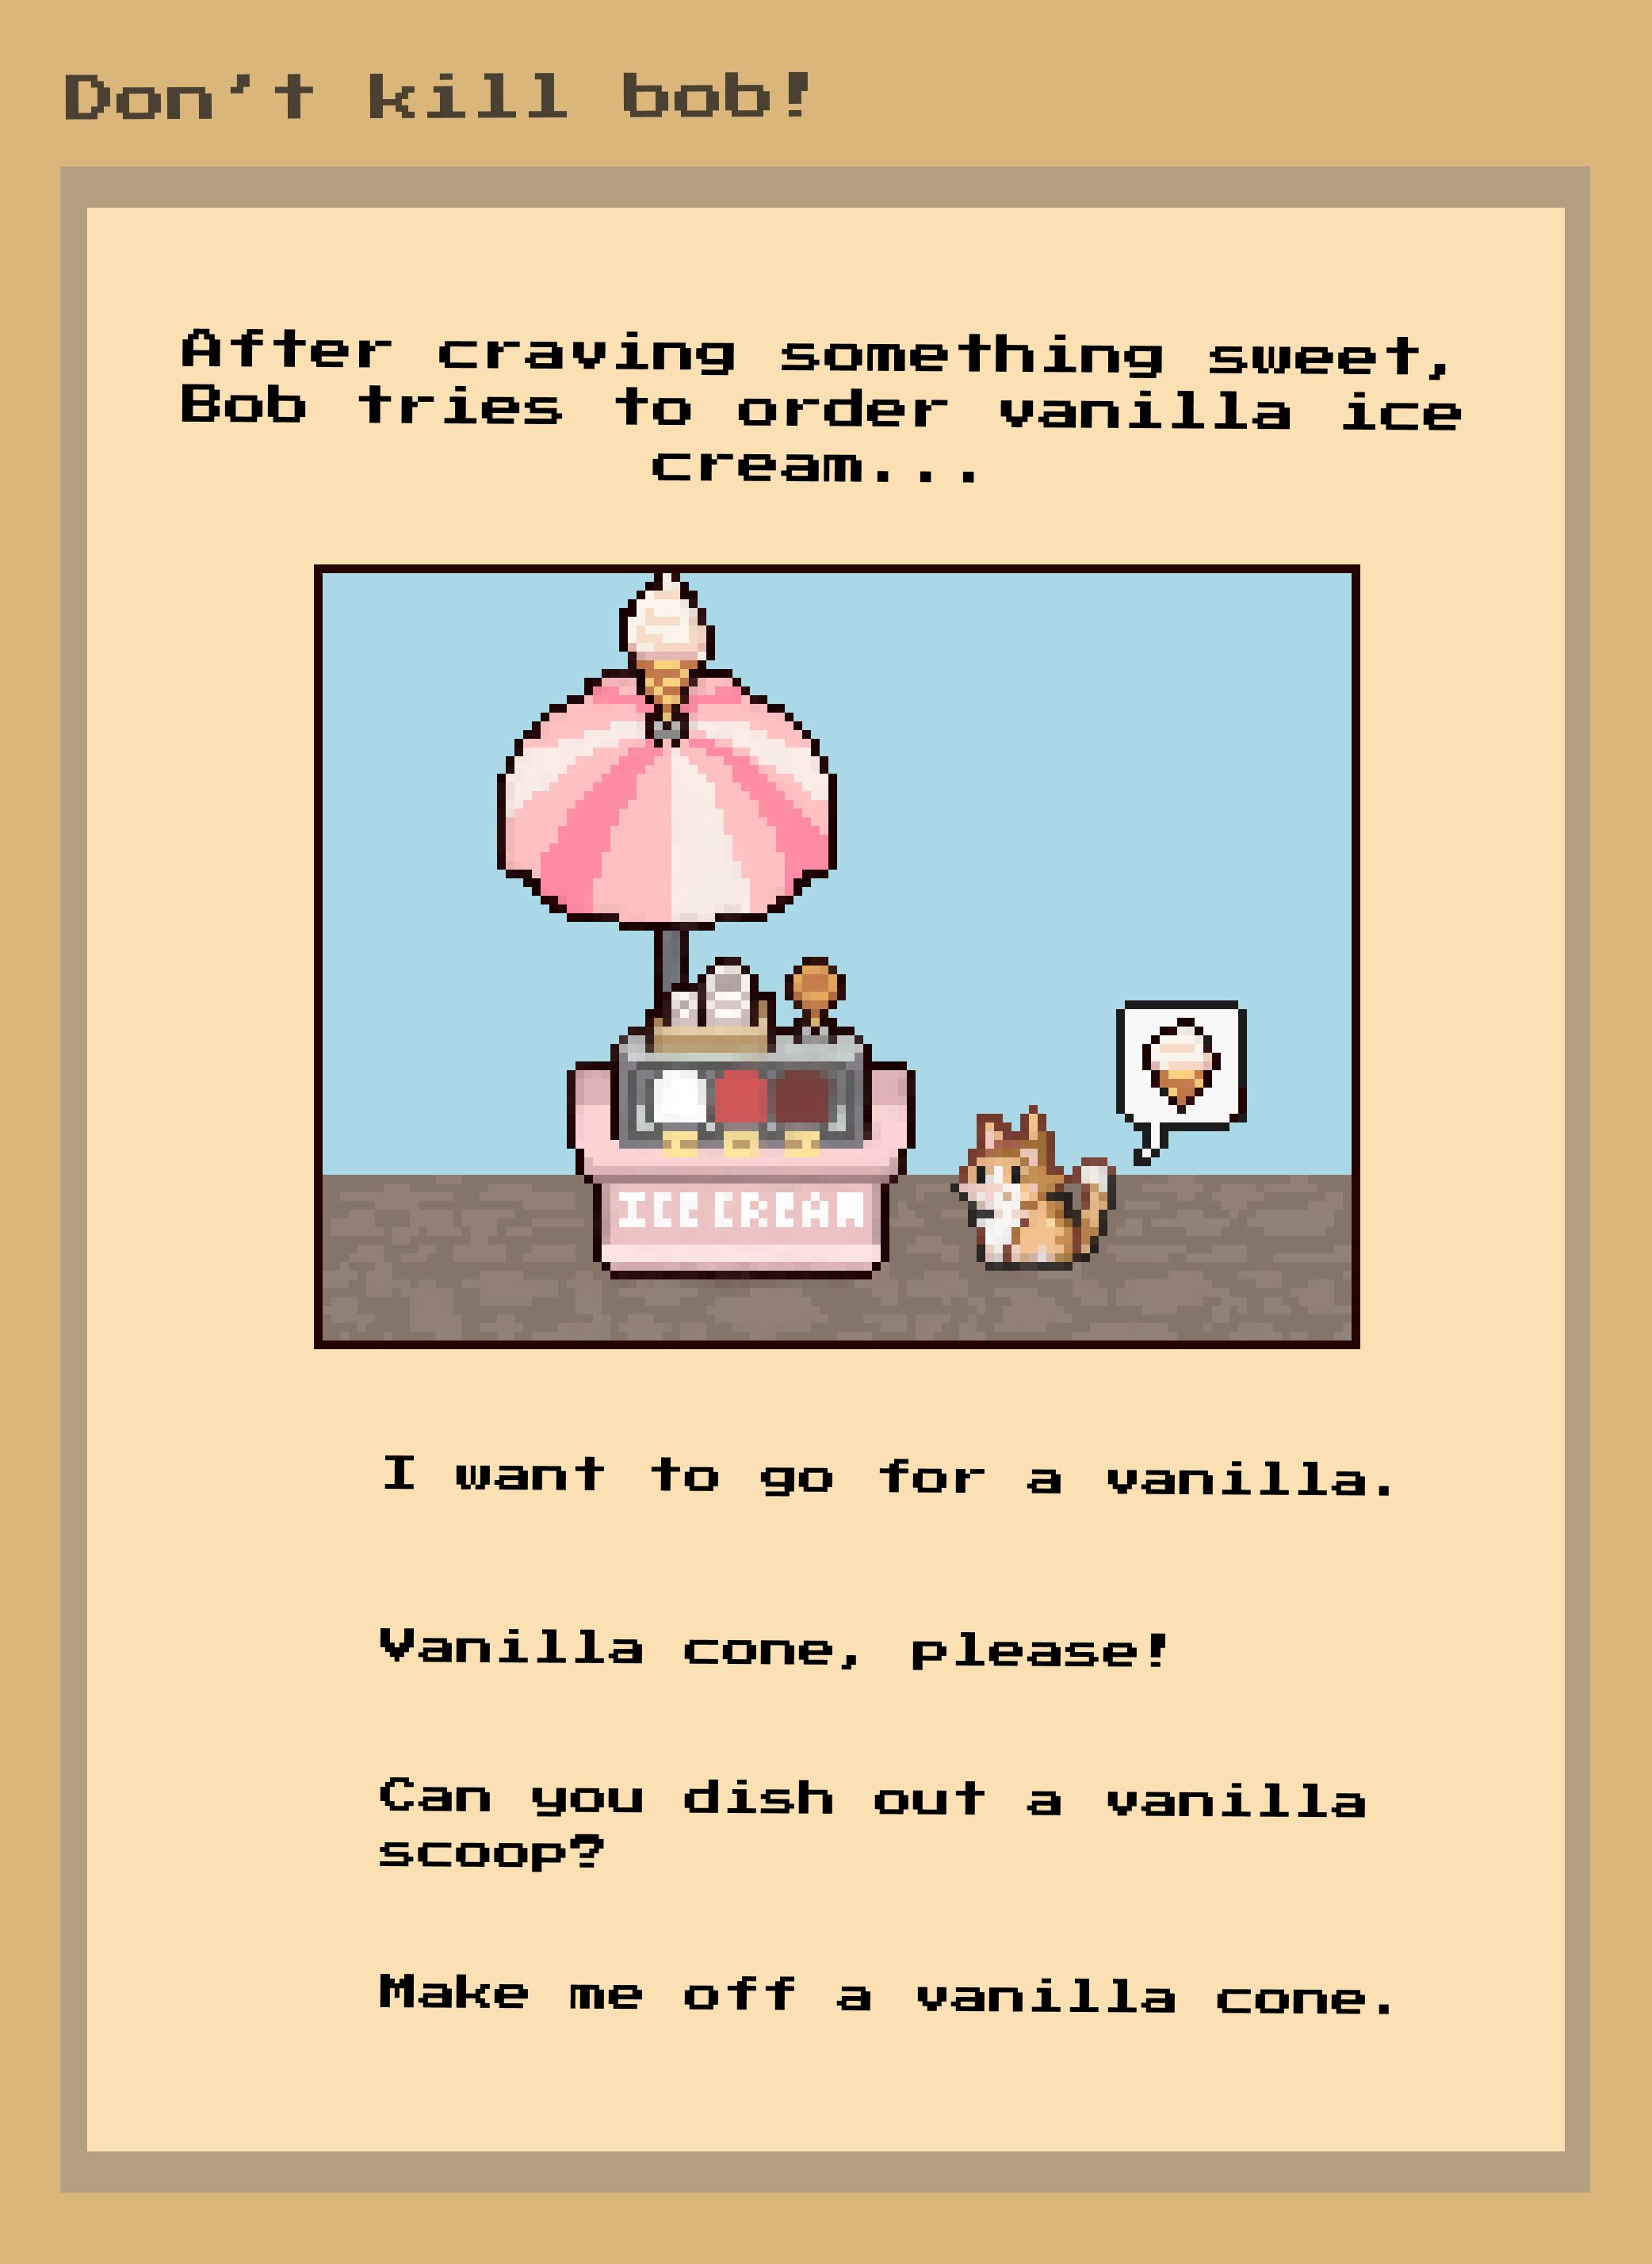 Don't kill bob!
After craving something sweet,
Bob tries to order vanilla ice
cream...
ICE CREAM
I want to go for a vanilla.
Vanilla cone, please!
Can you dish out a vanilla
scoop?
Make me off a vanilla cone.